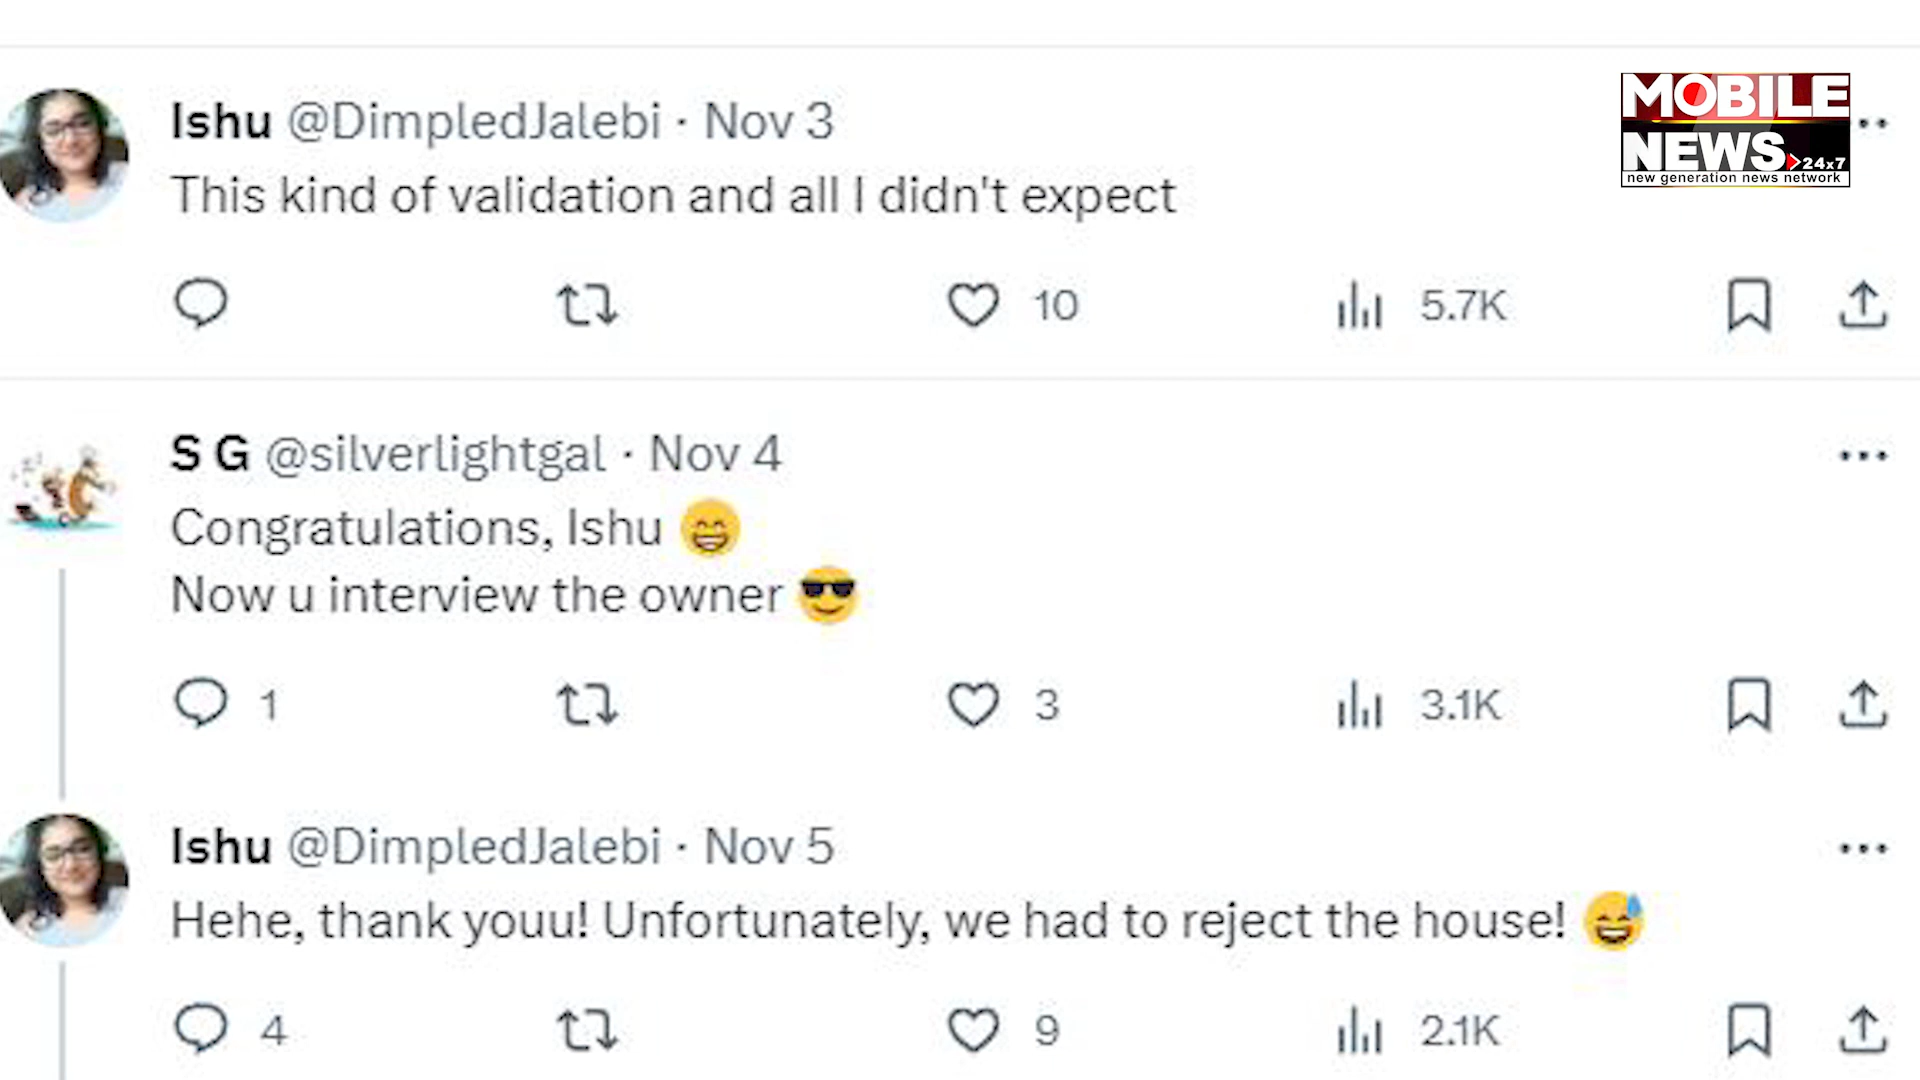 Ishu @DimpledJalebi · Nov 3
MOBILE
NEWS 24x7
new generation news network
This kind of validation and all I didn't expect
10 5.7K
S G @silverlightgal · Nov 4
Congratulations, Ishu 😁
Now u interview the owner 😎
1 3 3.1K
Ishu @DimpledJalebi · Nov 5
Hehe, thank youu! Unfortunately, we had to reject the house! 😅
4 9 2.1K